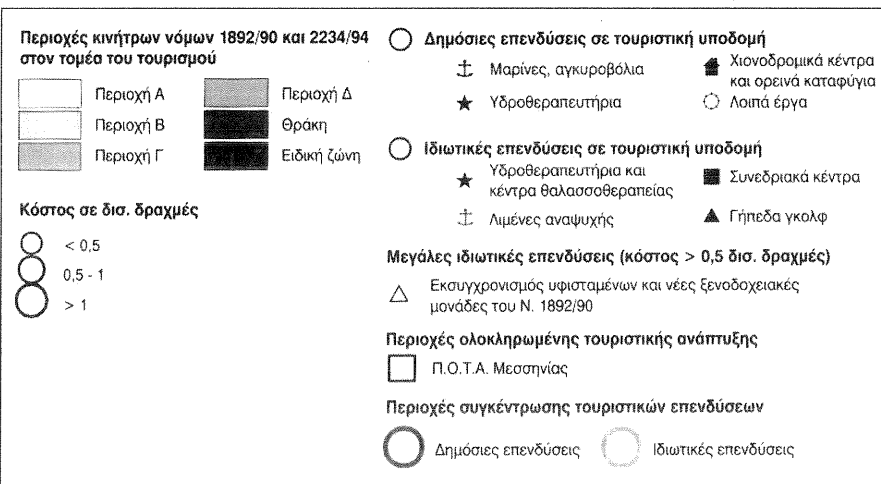 Περιοχές κινήτρων νόμων 1892/90 και 2234/94
στον τομέα του τουρισμού
Περιοχή Α
Περιοχή Δ
Περιοχή Β
Θράκη
Περιοχή Γ
Ειδική ζώνη
Κόστος σε δισ. δραχμές
< 0,5
0,5 - 1
> 1
Δημόσιες επενδύσεις σε τουριστική υποδομή
Μαρίνες, αγκυροβόλια
Χιονοδρομικά κέντρα
και ορεινά καταφύγια
Υδροθεραπευτήρια
Λοιπά έργα
Ιδιωτικές επενδύσεις σε τουριστική υποδομή
Υδροθεραπευτήρια και
κέντρα θαλασσοθεραπείας
Συνεδριακά κέντρα
Λιμένες αναψυχής
Γήπεδα γκολφ
Μεγάλες ιδιωτικές επενδύσεις (κόστος > 0,5 δισ. δραχμές)
Εκσυγχρονισμός υφισταμένων και νέες ξενοδοχειακές
μονάδες του Ν. 1892/90
Περιοχές ολοκληρωμένης τουριστικής ανάπτυξης
Π.Ο.Τ.Α. Μεσσηνίας
Περιοχές συγκέντρωσης τουριστικών επενδύσεων
Δημόσιες επενδύσεις
Ιδιωτικές επενδύσεις